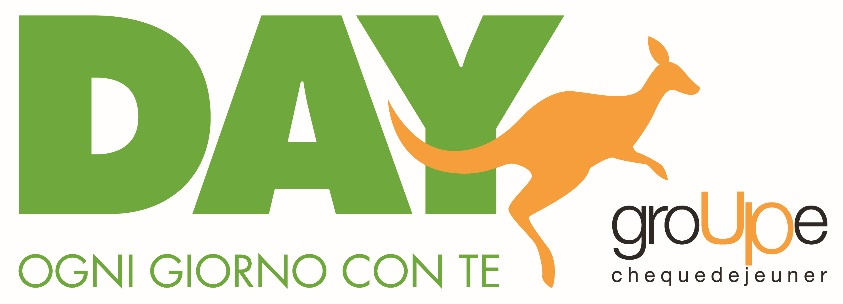 DAY
OGNI GIORNO CON TE
groUpe
chequedejeuner